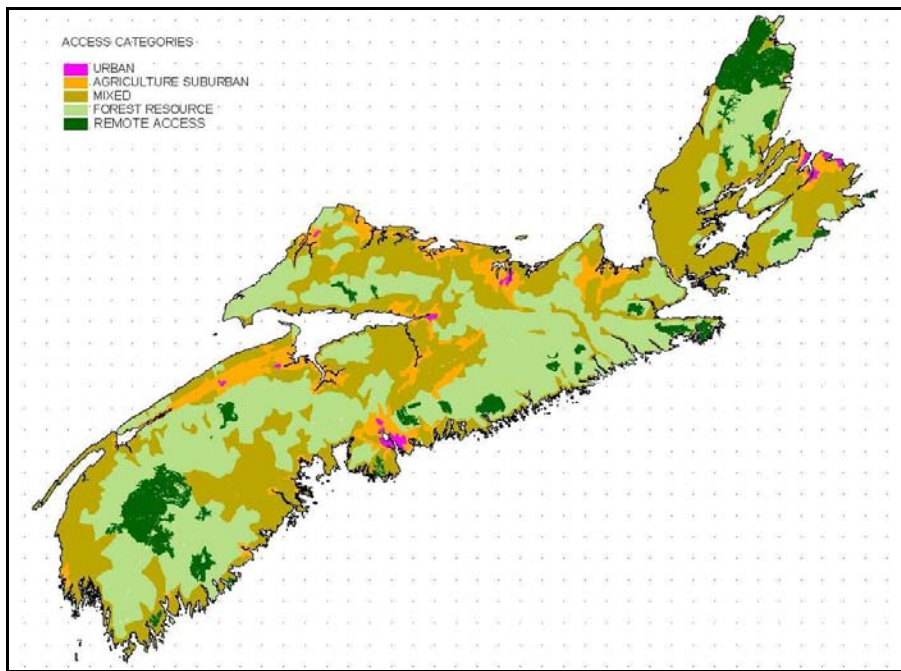 ACCESS CATEGORIES
URBAN
AGRICULTURE SUBURBAN
MIXED
FOREST RESOURCE
REMOTE ACCESS